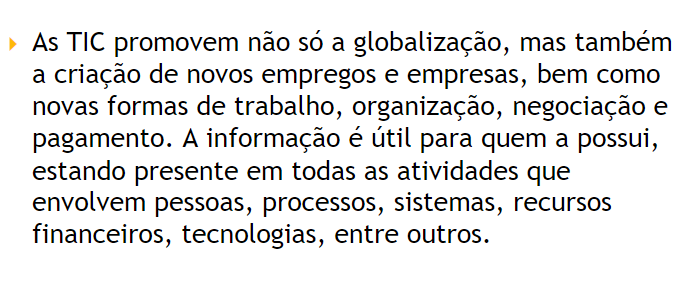 As TIC promovem não só a globalização, mas também
a criação de novos empregos e empresas, bem como
novas formas de trabalho, organização, negociação e
pagamento. A informação é útil para quem a possui,
estando presente em todas as atividades que
envolvem pessoas, processos, sistemas, recursos
financeiros, tecnologias, entre outros.